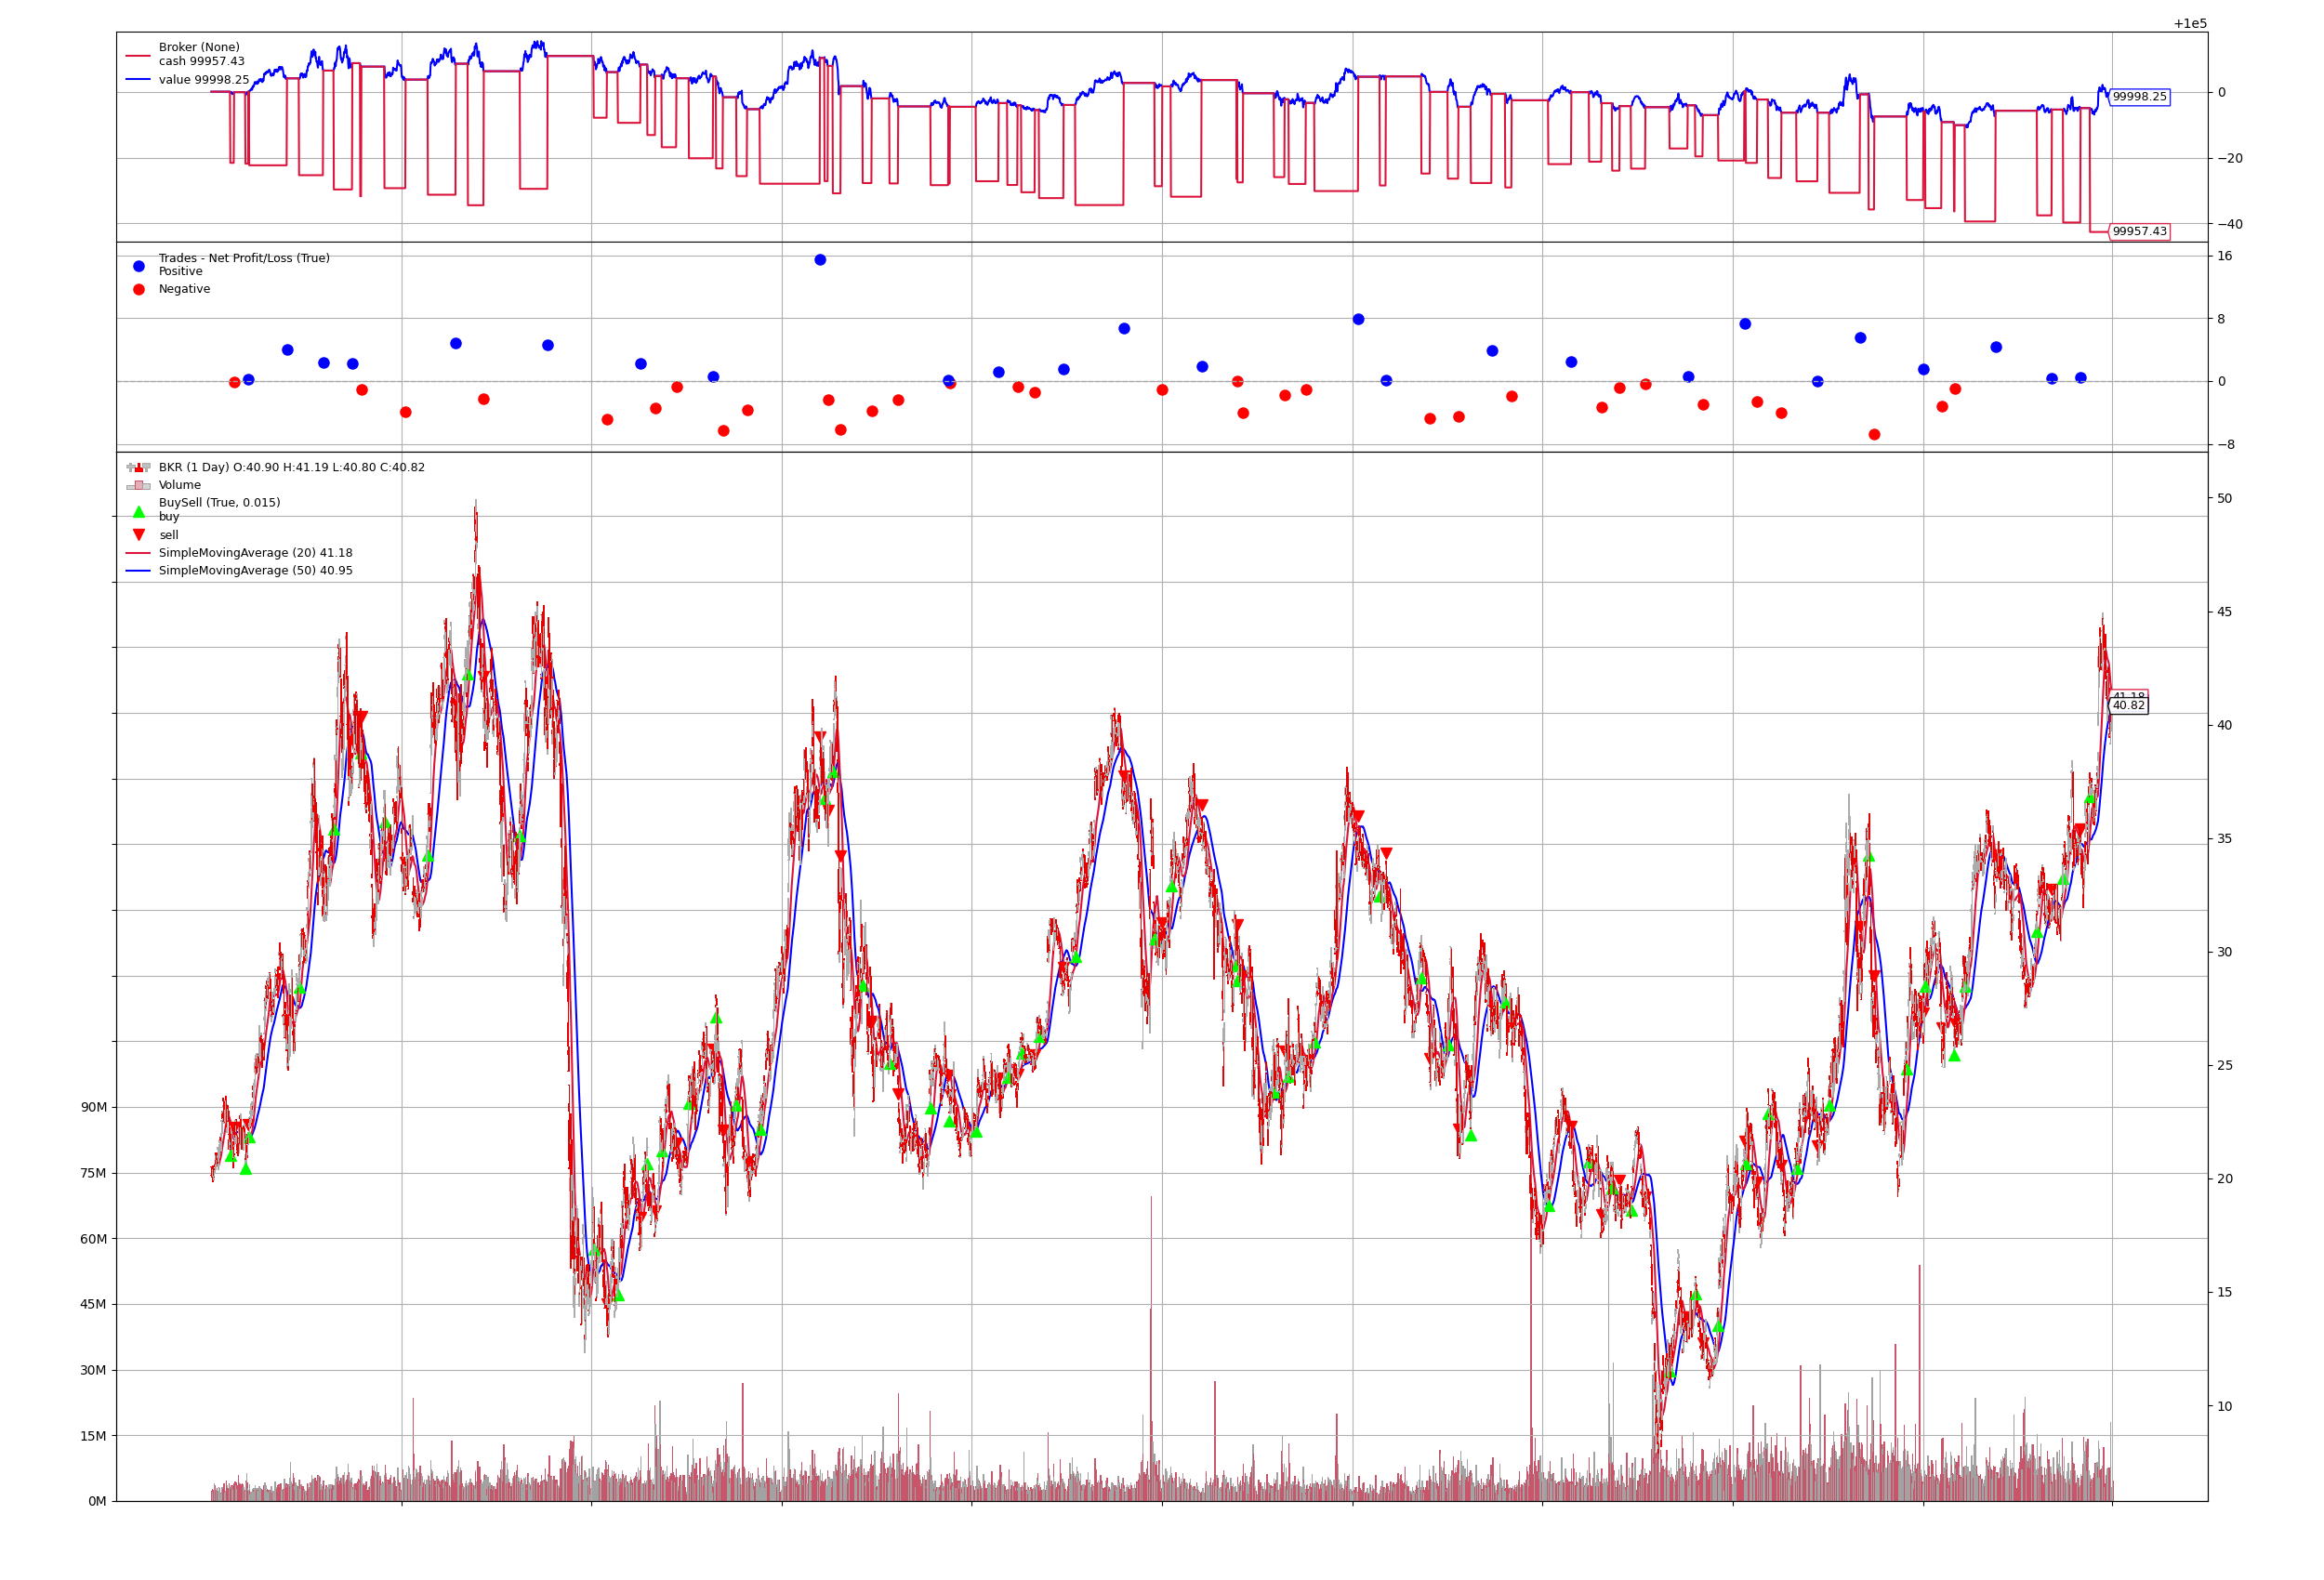 +1e5
Broker (None)
cash 99957.43
value 99998.25
0
99998.25
−20
−40
99957.43
Trades - Net Profit/Loss (True)
Positive
Negative
16
8
0
−8
BKR (1 Day) O:40.90 H:41.19 L:40.80 C:40.82
Volume
BuySell (True, 0.015)
buy
sell
SimpleMovingAverage (20) 41.18
SimpleMovingAverage (50) 40.95
50
45
41.18
40.82
40
35
30
25
20
15
10
90M
75M
60M
45M
30M
15M
0M